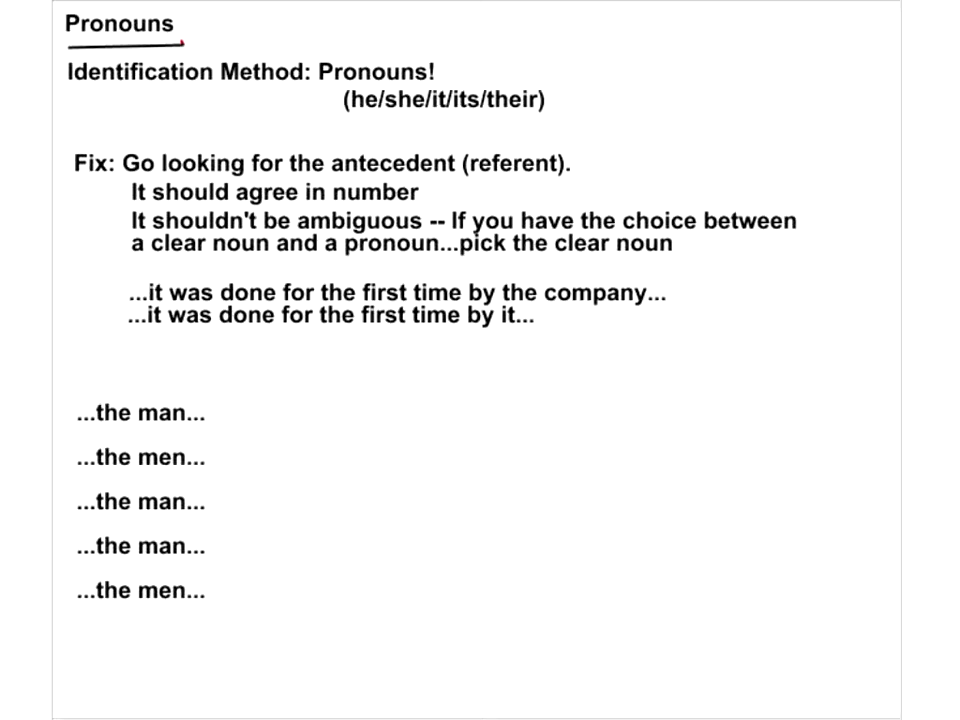 Pronouns
Identification Method: Pronouns!
(he/she/it/its/their)
Fix: Go looking for the antecedent (referent).
It should agree in number
It shouldn't be ambiguous -- If you have the choice between
a clear noun and a pronoun...pick the clear noun
...it was done for the first time by the company...
...it was done for the first time by it...
...the man...
...the men...
...the man...
...the man...
...the men...